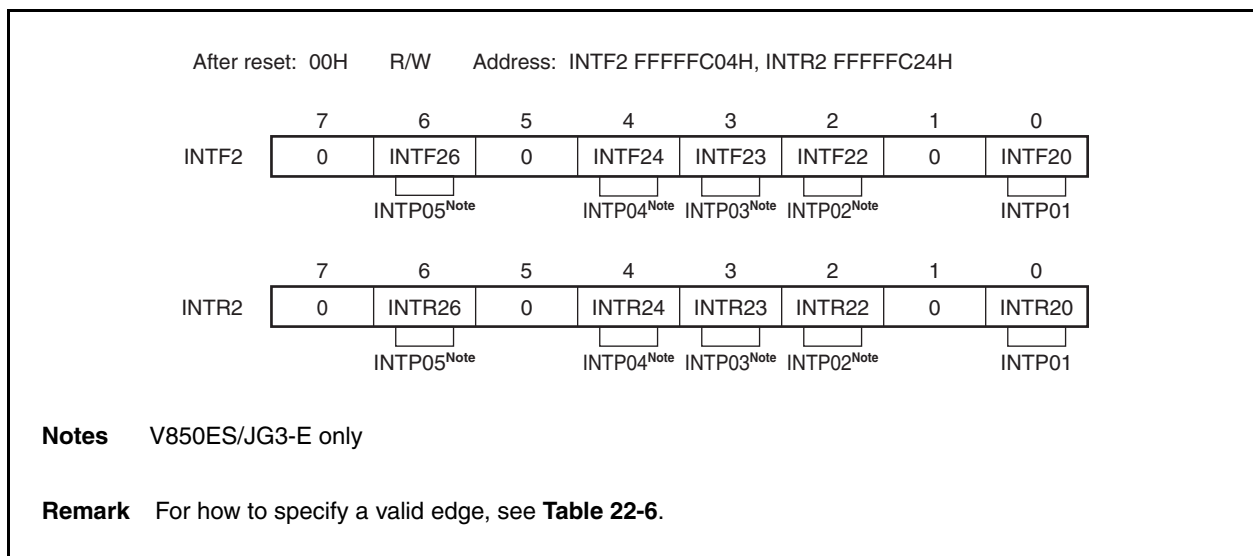 After reset: 00H R/W Address: INTF2 FFFFFC04H, INTR2 FFFFFC24H
7 6 5 4 3 2 1 0
INTF2 0 INTF26 0 INTF24 INTF23 INTF22 0 INTF20
INTP05Note INTP04Note INTP03Note INTP02Note INTP01
7 6 5 4 3 2 1 0
INTR2 0 INTR26 0 INTR24 INTR23 INTR22 0 INTR20
INTP05Note INTP04Note INTP03Note INTP02Note INTP01
Notes V850ES/JG3-E only
Remark For how to specify a valid edge, see Table 22-6.